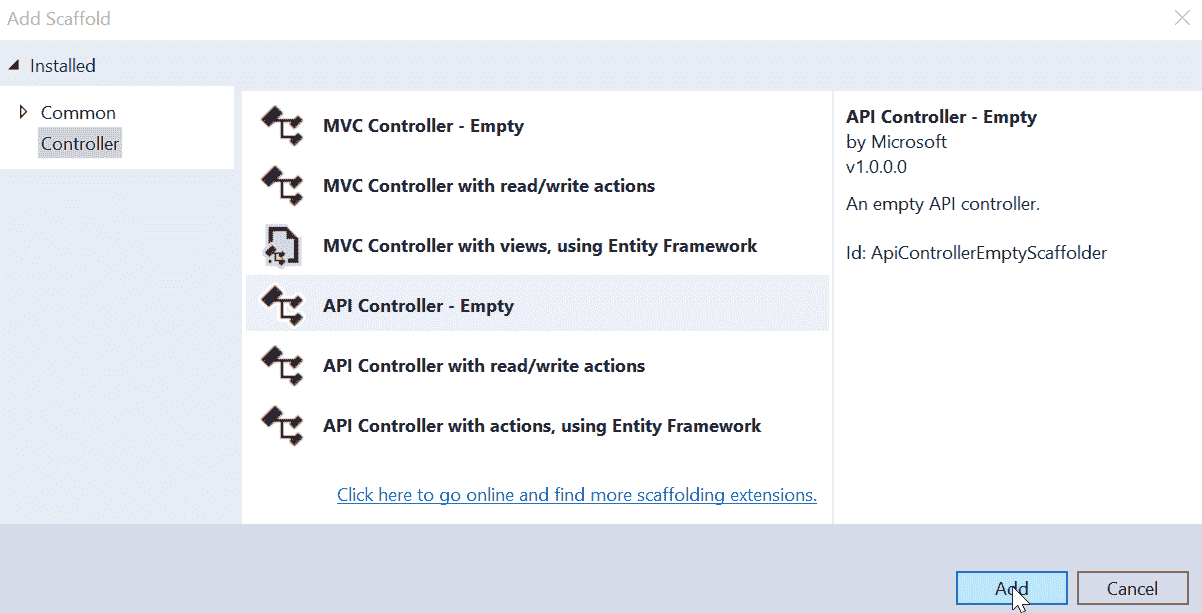 Add Scaffold
Installed
Common
Controller
MVC Controller - Empty
MVC Controller with read/write actions
MVC Controller with views, using Entity Framework
API Controller - Empty
API Controller with read/write actions
API Controller with actions, using Entity Framework
Click here to go online and find more scaffolding extensions.
API Controller - Empty
by Microsoft
v1.0.0.0
An empty API controller.
Id: ApiControllerEmptyScaffolder
Add
Cancel